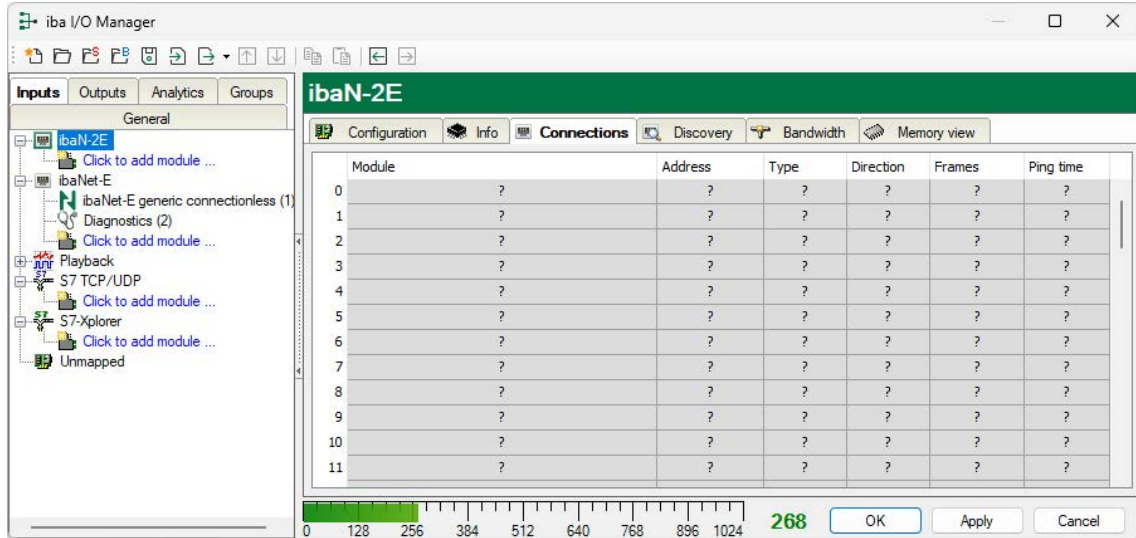 iba I/O Manager
Inputs Outputs Analytics Groups
General
ibaN-2E
Click to add module ...
ibaNet-E
ibaNet-E generic connectionless (1)
Diagnostics (2)
Click to add module ...
Playback
S7 TCP/UDP
Click to add module ...
S7-Xplorer
Click to add module ...
Unmapped
ibaN-2E
Configuration Info Connections Discovery Bandwidth Memory view
Module Address Type Direction Frames Ping time
0 ? ? ? ? ? ?
1 ? ? ? ? ? ?
2 ? ? ? ? ? ?
3 ? ? ? ? ? ?
4 ? ? ? ? ? ?
5 ? ? ? ? ? ?
6 ? ? ? ? ? ?
7 ? ? ? ? ? ?
8 ? ? ? ? ? ?
9 ? ? ? ? ? ?
10 ? ? ? ? ? ?
11 ? ? ? ? ? ?
0 128 256 384 512 640 768 896 1024
268 OK Apply Cancel